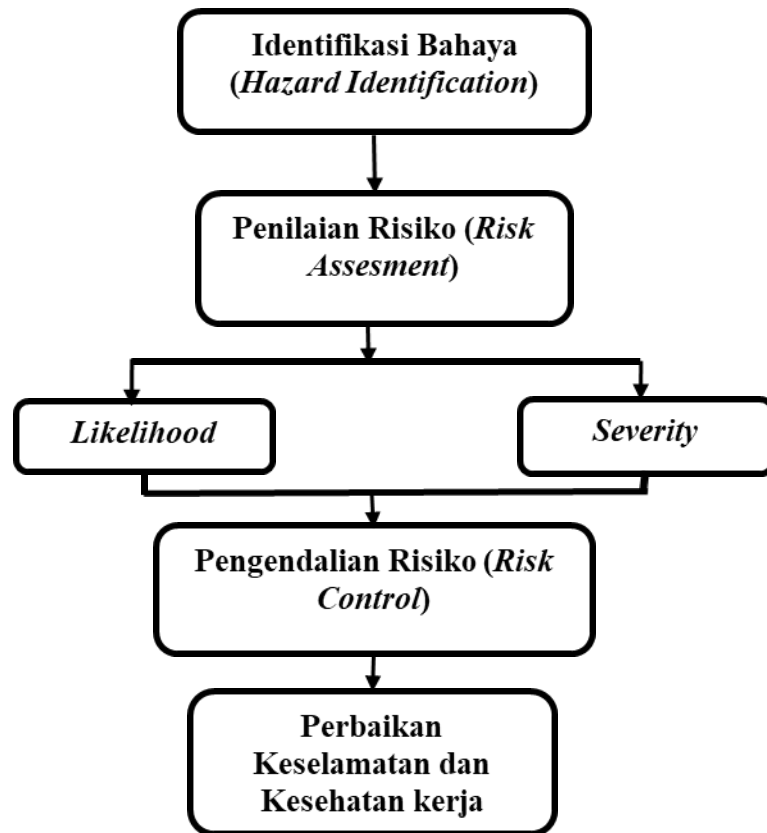 Identifikasi Bahaya
(Hazard Identification)
Penilaian Risiko (Risk
Assesment)
Likelihood
Severity
Pengendalian Risiko (Risk
Control)
Perbaikan
Keselamatan dan
Kesehatan kerja